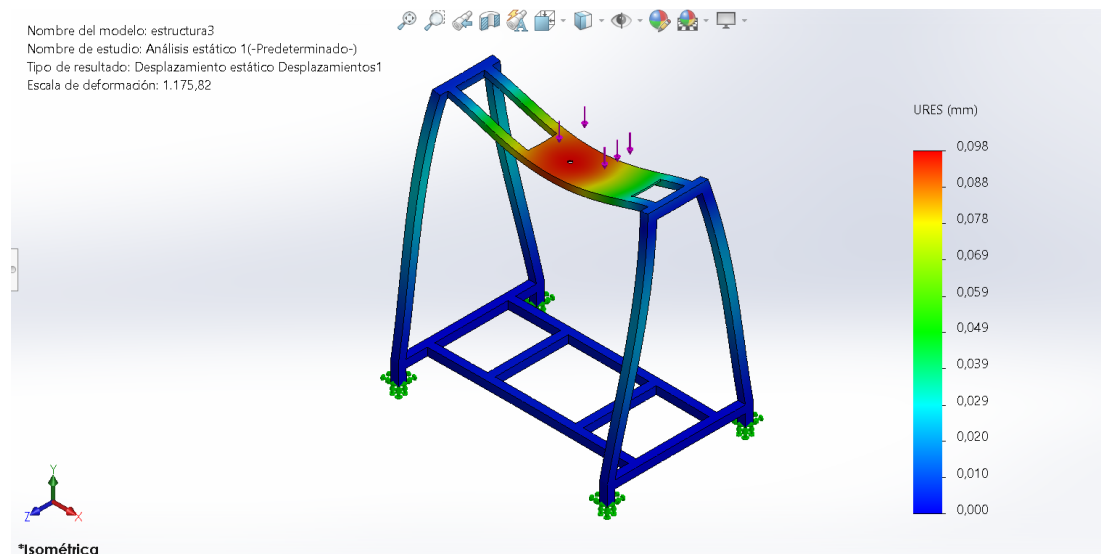 Nombre del modelo: estructura3
Nombre de estudio: Análisis estático 1(-Predeterminado-)
Tipo de resultado: Desplazamiento estático Desplazamientos1
Escala de deformación: 1.175,82
URES (mm)
0,098
0,088
0,078
0,069
0,059
0,049
0,039
0,029
0,020
0,010
0,000
Y
Z
X
*Isométrica